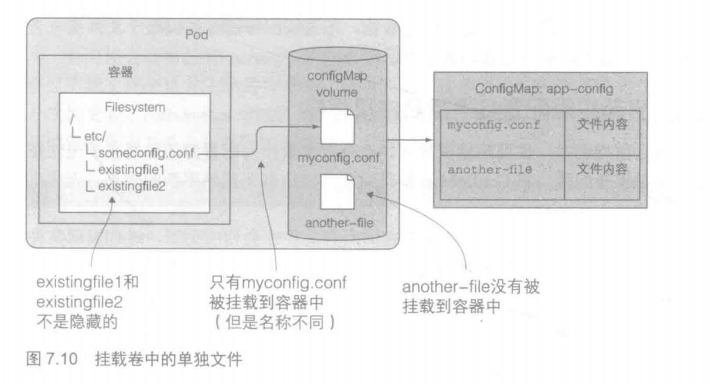 Pod
容器
Filesystem
/
etc/
someconfig.conf
existingfile1
existingfile2
configMap
volume
myconfig.conf
another-file
ConfigMap: app-config
myconfig.conf 文件内容
another-file 文件内容
existingfile1和
existingfile2
不是隐藏的
只有myconfig.conf
被挂载到容器中
(但是名称不同)
another-file没有被
挂载到容器中
图 7.10 挂载卷中的单独文件